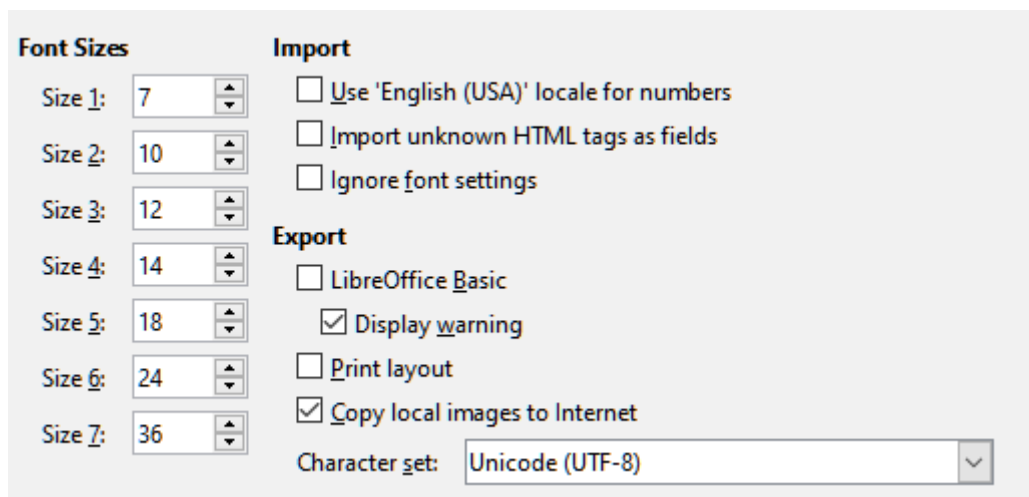 Font Sizes
Size 1: 7
Size 2: 10
Size 3: 12
Size 4: 14
Size 5: 18
Size 6: 24
Size 7: 36
Import
Use 'English (USA)' locale for numbers
Import unknown HTML tags as fields
Ignore font settings
Export
LibreOffice Basic
Display warning
Print layout
Copy local images to Internet
Character set: Unicode (UTF-8)